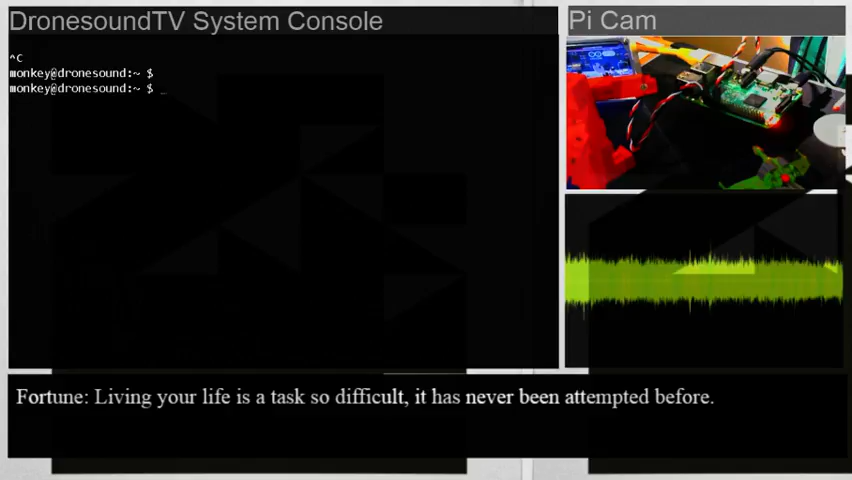 DronesoundTV System Console
Pi Cam
^C
monkey@dronesound:~ $
monkey@dronesound:~ $ _
Fortune: Living your life is a task so difficult, it has never been attempted before.